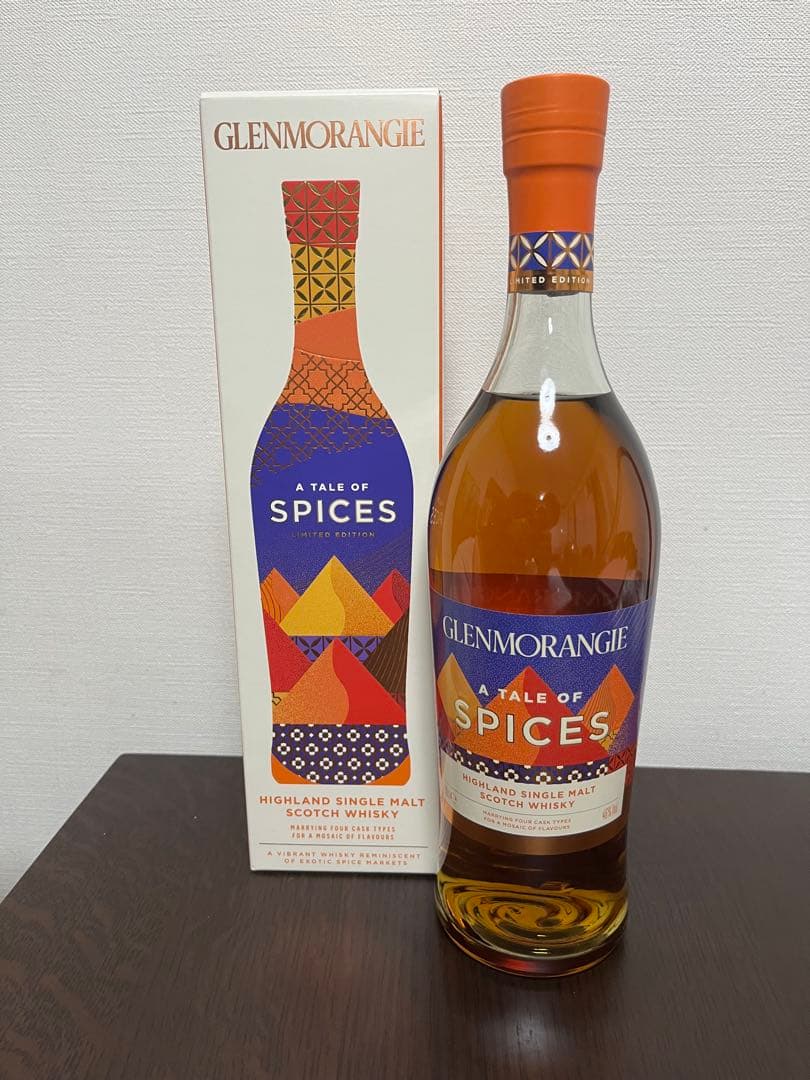 GLENMORANGIE
A TALE OF
SPICES
LIMITED EDITION
HIGHLAND SINGLE MALT
SCOTCH WHISKY
MARRYING FOUR CASK TYPES
FOR A MOSAIC OF FLAVOURS
A VIBRANT WHISKY REMINISCENT
OF EXOTIC SPICE MARKETS
MITED EDITION
GLENMORANGIE
A TALE OF
SPICES
HIGHLAND SINGLE MALT
SCOTCH WHISKY
MARRYING FOUR CASK TYPES
FOR A MOSAIC OF FLAVOURS